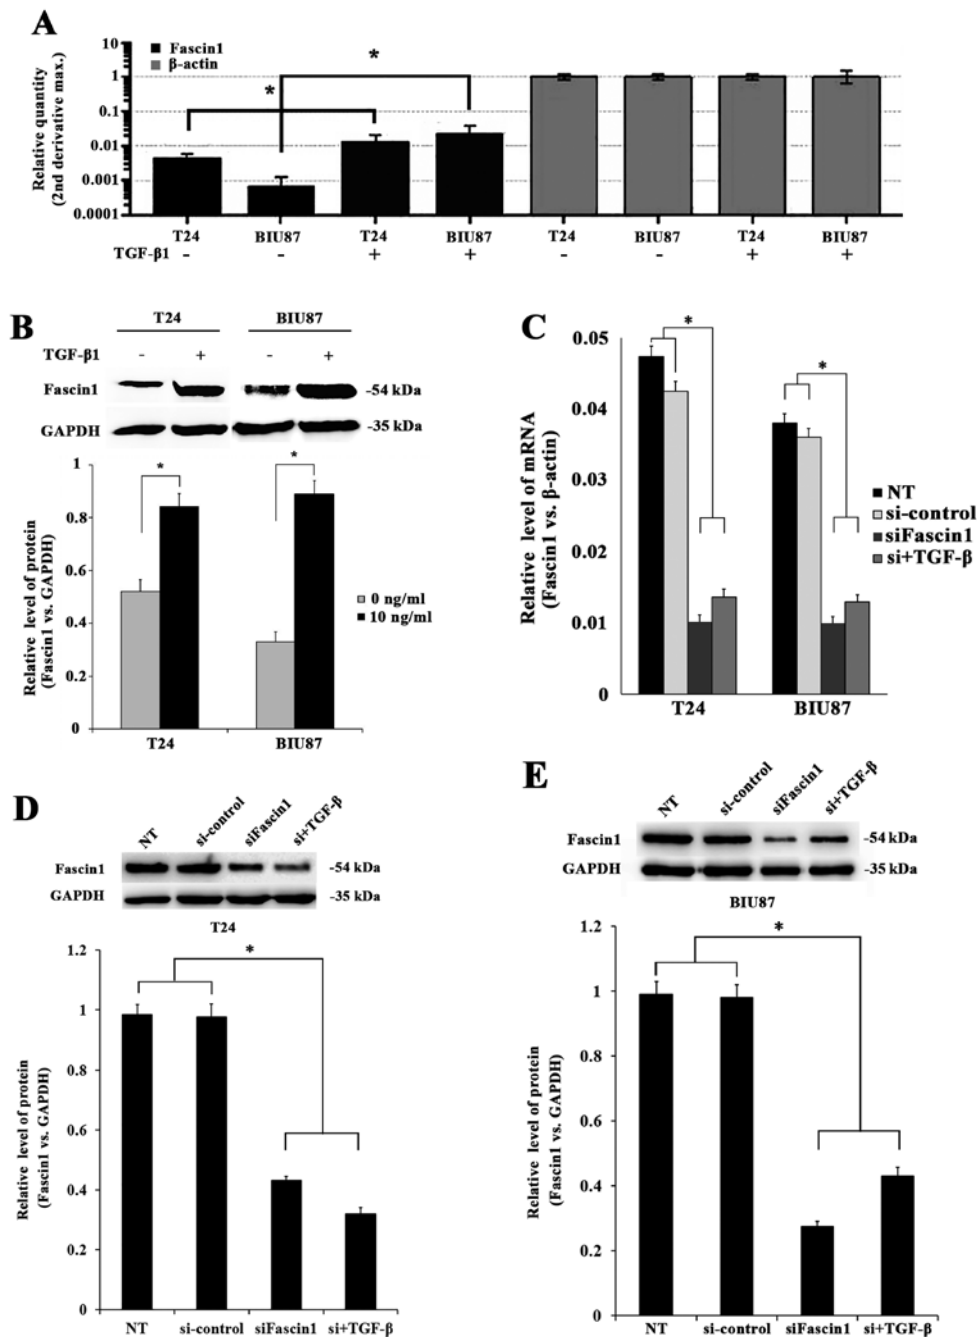 A
Fascin1
β-actin
Relative quantity
(2nd derivative max.)
10
1
0.1
0.01
0.001
0.0001
*
*
T24 BIU87 T24 BIU87 T24 BIU87 T24 BIU87
TGF-β1 - - + + - - + +
B
T24 BIU87
TGF-β1 - + - +
Fascin1 -54 kDa
GAPDH -35 kDa
Relative level of protein
(Fascin1 vs. GAPDH)
1
0.8
0.6
0.4
0.2
0
*
*
0 ng/ml
10 ng/ml
T24 BIU87
C
Relative level of mRNA
(Fascin1 vs. β-actin)
0.05
0.04
0.03
0.02
0.01
0
*
*
NT
si-control
siFascin1
si+TGF-β
T24 BIU87
D
NT si-control siFascin1 si+TGF-β
Fascin1 -54 kDa
GAPDH -35 kDa
T24
Relative level of protein
(Fascin1 vs. GAPDH)
1.2
1
0.8
0.6
0.4
0.2
0
*
NT si-control siFascin1 si+TGF-β
E
NT si-control siFascin1 si+TGF-β
Fascin1 -54 kDa
GAPDH -35 kDa
BIU87
Relative level of protein
(Fascin1 vs. GAPDH)
1.2
1
0.8
0.6
0.4
0.2
0
*
NT si-control siFascin1 si+TGF-β